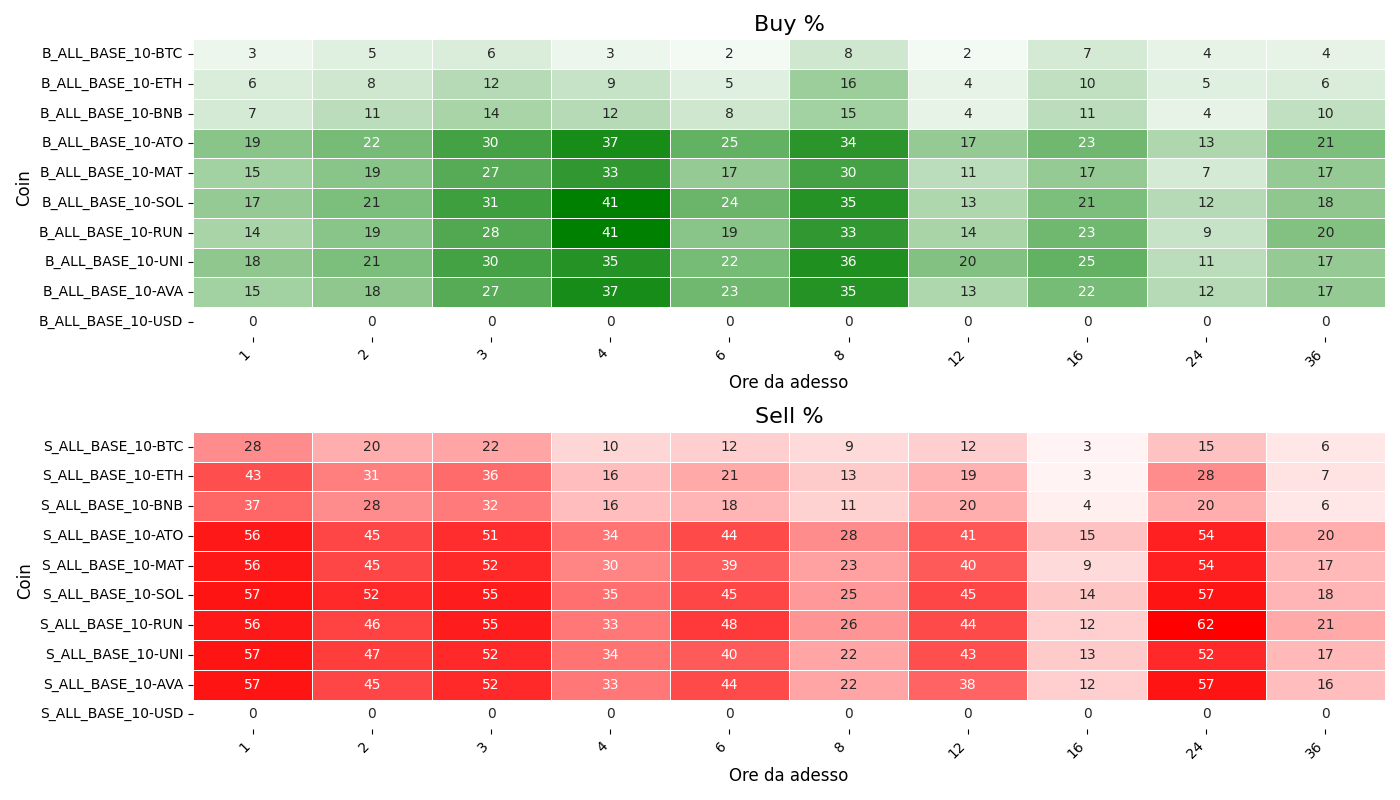 Buy %
Coin
B_ALL_BASE_10-BTC 3 5 6 3 2 8 2 7 4 4
B_ALL_BASE_10-ETH 6 8 12 9 5 16 4 10 5 6
B_ALL_BASE_10-BNB 7 11 14 12 8 15 4 11 4 10
B_ALL_BASE_10-ATO 19 22 30 37 25 34 17 23 13 21
B_ALL_BASE_10-MAT 15 19 27 33 17 30 11 17 7 17
B_ALL_BASE_10-SOL 17 21 31 41 24 35 13 21 12 18
B_ALL_BASE_10-RUN 14 19 28 41 19 33 14 23 9 20
B_ALL_BASE_10-UNI 18 21 30 35 22 36 20 25 11 17
B_ALL_BASE_10-AVA 15 18 27 37 23 35 13 22 12 17
B_ALL_BASE_10-USD 0 0 0 0 0 0 0 0 0 0
1 2 3 4 6 8 12 16 24 36
Ore da adesso
Sell %
Coin
S_ALL_BASE_10-BTC 28 20 22 10 12 9 12 3 15 6
S_ALL_BASE_10-ETH 43 31 36 16 21 13 19 3 28 7
S_ALL_BASE_10-BNB 37 28 32 16 18 11 20 4 20 6
S_ALL_BASE_10-ATO 56 45 51 34 44 28 41 15 54 20
S_ALL_BASE_10-MAT 56 45 52 30 39 23 40 9 54 17
S_ALL_BASE_10-SOL 57 52 55 35 45 25 45 14 57 18
S_ALL_BASE_10-RUN 56 46 55 33 48 26 44 12 62 21
S_ALL_BASE_10-UNI 57 47 52 34 40 22 43 13 52 17
S_ALL_BASE_10-AVA 57 45 52 33 44 22 38 12 57 16
S_ALL_BASE_10-USD 0 0 0 0 0 0 0 0 0 0
1 2 3 4 6 8 12 16 24 36
Ore da adesso